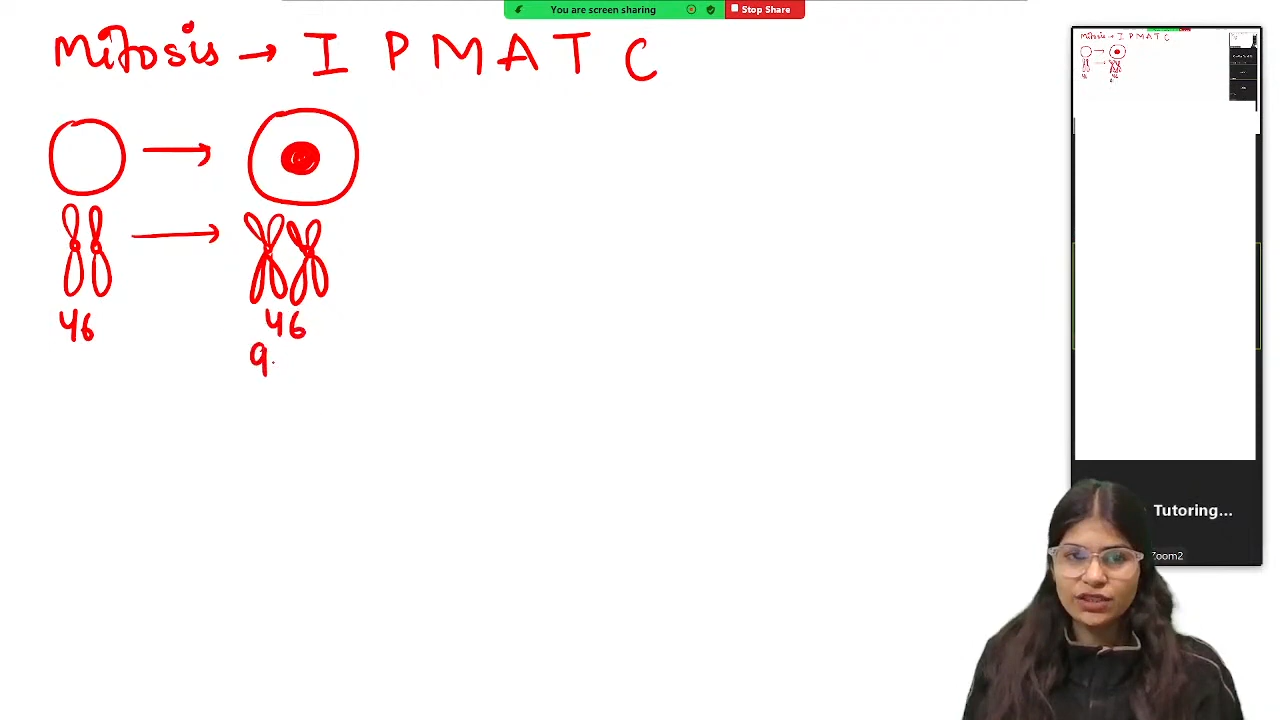 You are screen sharing
Stop Share
Mitosis → I P M A T C
46
46
9.
Tutoring...
Zoom2